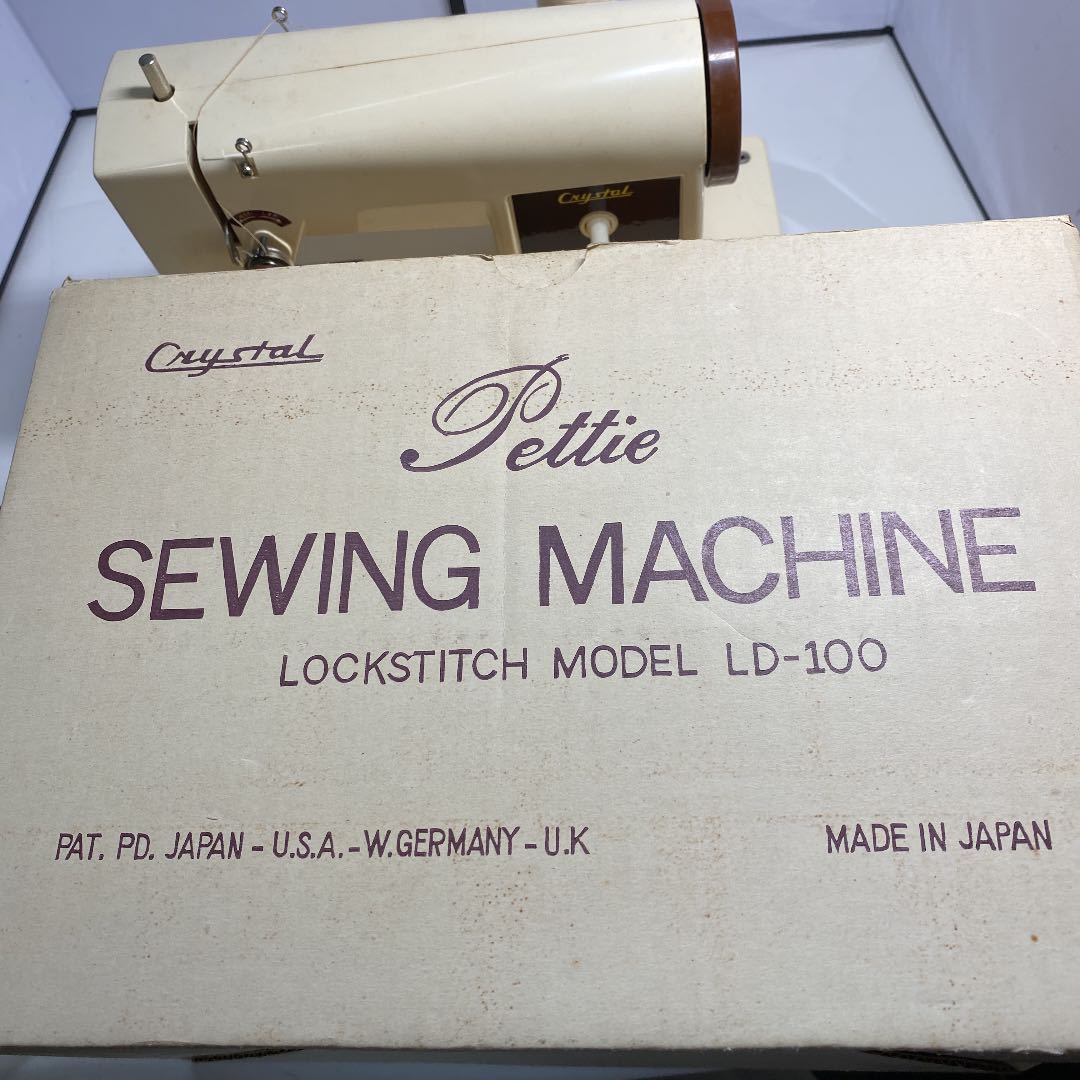 Crystal
Crystal
Pettie
SEWING MACHINE
LOCKSTITCH MODEL LD-100
PAT. PD. JAPAN - U.S.A. - W.GERMANY - U.K
MADE IN JAPAN